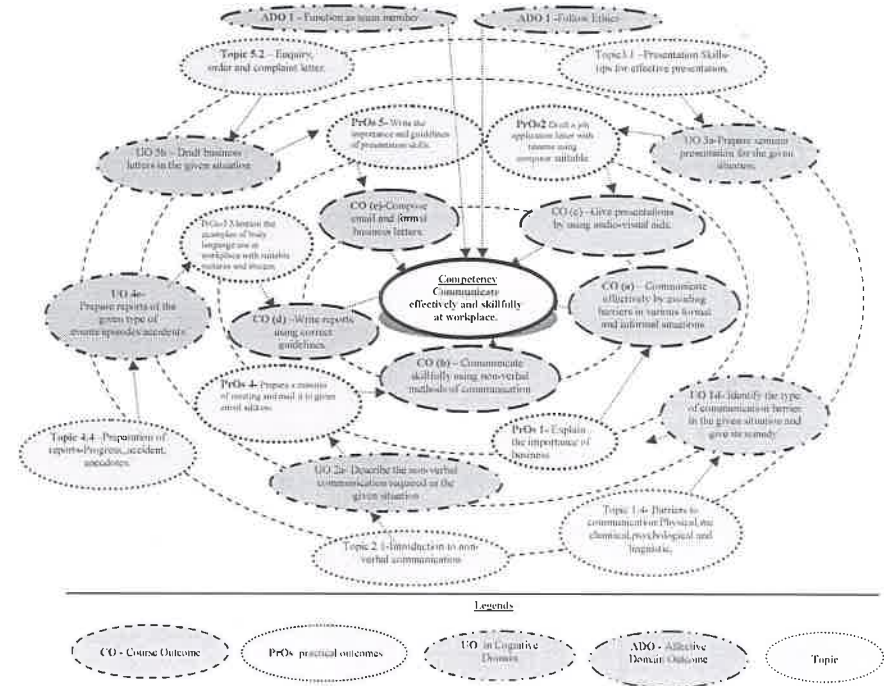 ADO 1 - Function as team member
ADO 1 -Follow Ethics
Topic 5.2 – Enquiry,
order and complaint letter.
Topic3.1 –Presentation Skills-
tips for effective presentation.
PrOs 5- Write the
importance and guidelines
of presentation skills.
PrOs2 Draft a job
application letter with
resume using
computer suitable
UO 5b – Draft business
letters in the given situation
UO 3a-Prepare
presentation for the given
situation.
CO (e)-Compose
email and formal
business letters.
CO (c) – Give presentations
by using audio-visual aids.
PrOs-3 Mention the
examples of body
language use at
workplace with suitable
pictures and
Competency
Communicate
effectively and skillfully
at workplace.
CO (a) – Communicate
effectively by avoiding
barriers in various formal
and informal situations
UO 4c-
Prepare reports of the
given type of
events/episodes/accidents.
CO (d) –Write reports
using correct
guidelines.
CO (b) – Communicate
skillfully using non-verbal
methods of communication
PrOs 4- Prepare a minutes
of meeting and mail it to given
email address.
PrOs 1- Explain
the importance of
business
UO 1d- Identify the type
of communication barrier
in the given situation and
give its remedy
Topic 4.4 –Preparation of
reports-Progress, accident,
anecdotes.
UO 2a- Describe the non-verbal
communication required in the
given situation
Topic 2.1-Introduction to non-
verbal communication
Topic 1.4- Barriers to
communication:Physical,me
chanical,psychological and
linguistic.
Legends
CO - Course Outcome
PrOs practical outcomes
UO in Cognitive
Domain
ADO - Affective
Domain Outcome
Topic